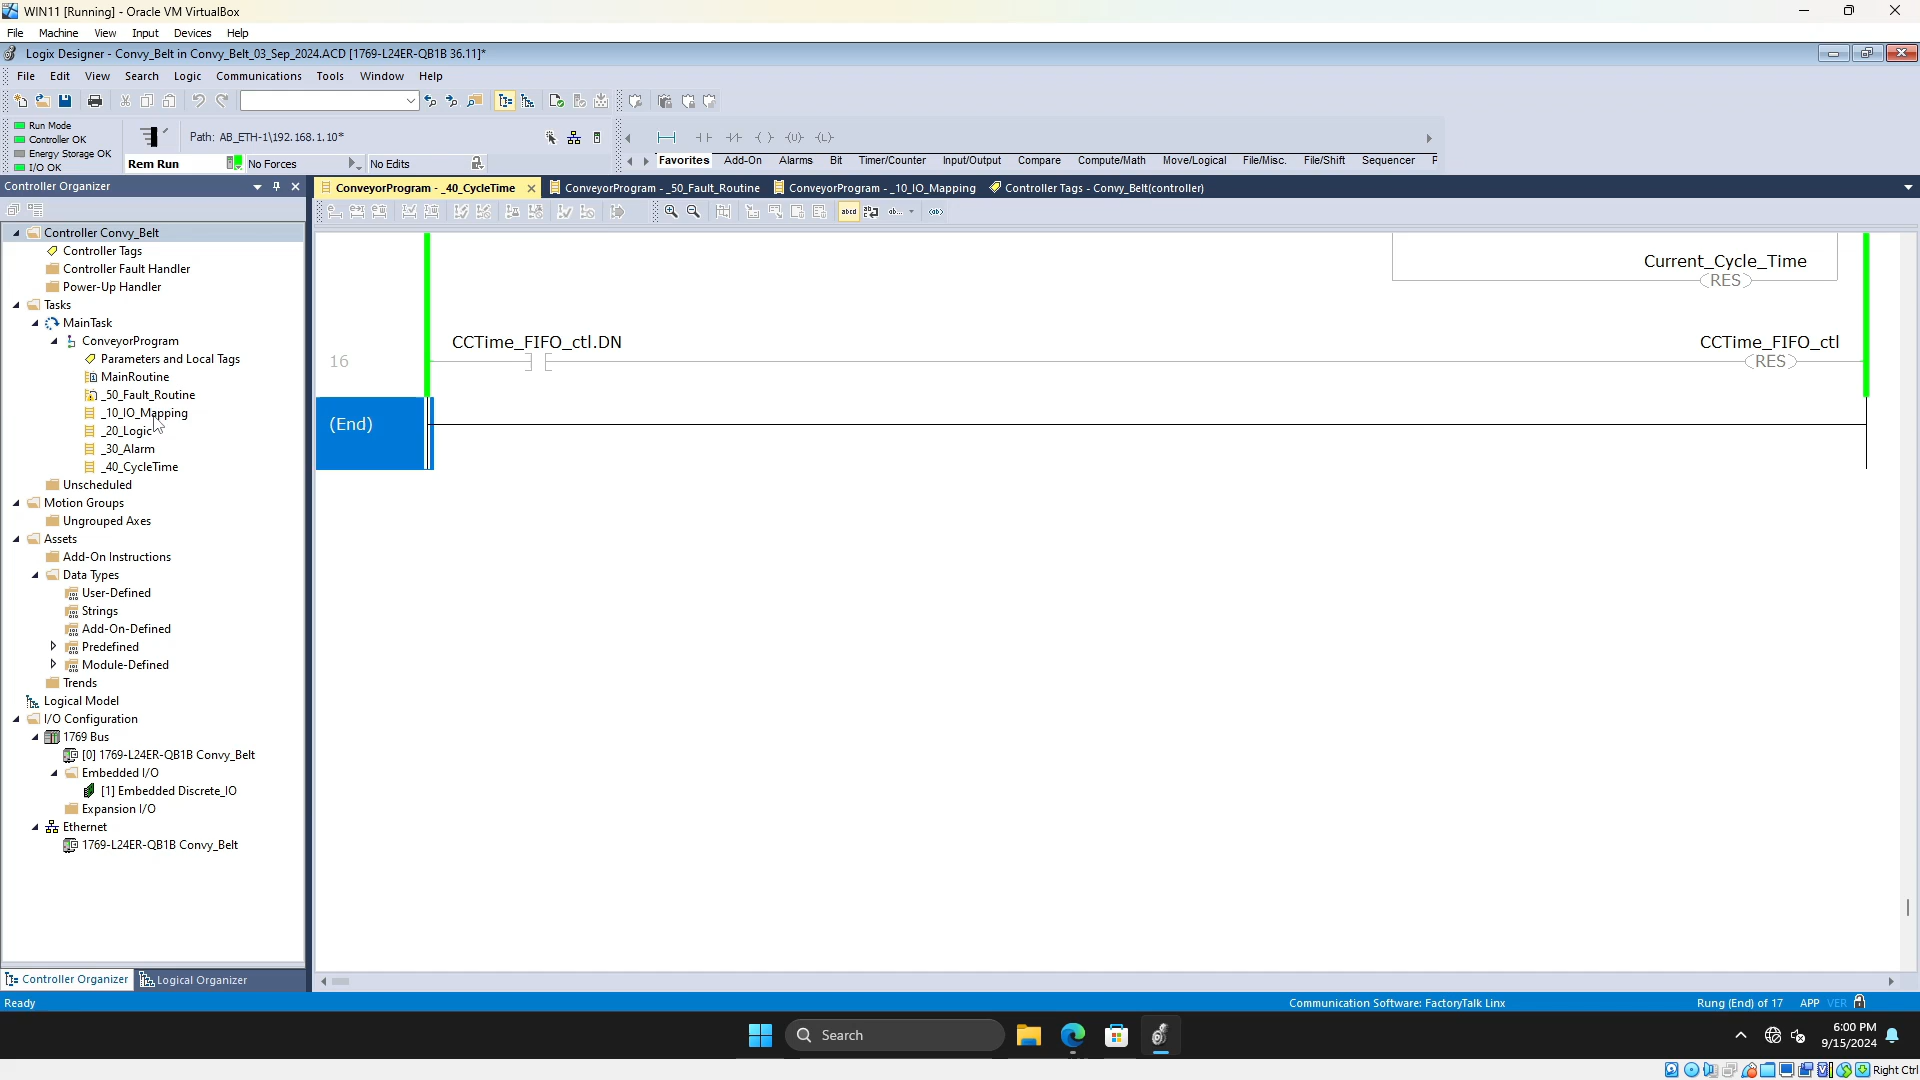 WIN11 [Running] - Oracle VM VirtualBox
File Machine View Input Devices Help
Logix Designer - Convy_Belt in Convy_Belt_03_Sep_2024.ACD [1769-L24ER-QB1B 36.11]*
File Edit View Search Logic Communications Tools Window Help
Run Mode
Controller OK
Energy Storage OK
I/O OK
Path: AB_ETH-1\192.168.1.10*
Rem Run No Forces No Edits
Favorites Add-On Alarms Bit Timer/Counter Input/Output Compare Compute/Math Move/Logical File/Misc. File/Shift Sequencer
Controller Organizer
ConveyorProgram - _40_CycleTime ConveyorProgram - _50_Fault_Routine ConveyorProgram - _10_IO_Mapping Controller Tags - Convy_Belt(controller)
Controller Convy_Belt
Controller Tags
Controller Fault Handler
Power-Up Handler
Tasks
MainTask
ConveyorProgram
Parameters and Local Tags
MainRoutine
_50_Fault_Routine
_10_IO_Mapping
_20_Logic
_30_Alarm
_40_CycleTime
Unscheduled
Motion Groups
Ungrouped Axes
Assets
Add-On Instructions
Data Types
User-Defined
Strings
Add-On-Defined
Predefined
Module-Defined
Trends
Logical Model
I/O Configuration
1769 Bus
[0] 1769-L24ER-QB1B Convy_Belt
Embedded I/O
[1] Embedded Discrete_IO
Expansion I/O
Ethernet
1769-L24ER-QB1B Convy_Belt
Controller Organizer Logical Organizer
Current_Cycle_Time
RES
CCTime_FIFO_ctl.DN CCTime_FIFO_ctl
16 RES
(End)
Ready Communication Software: FactoryTalk Linx Rung (End) of 17 APP VER
Search
6:00 PM
9/15/2024
Right Ctrl